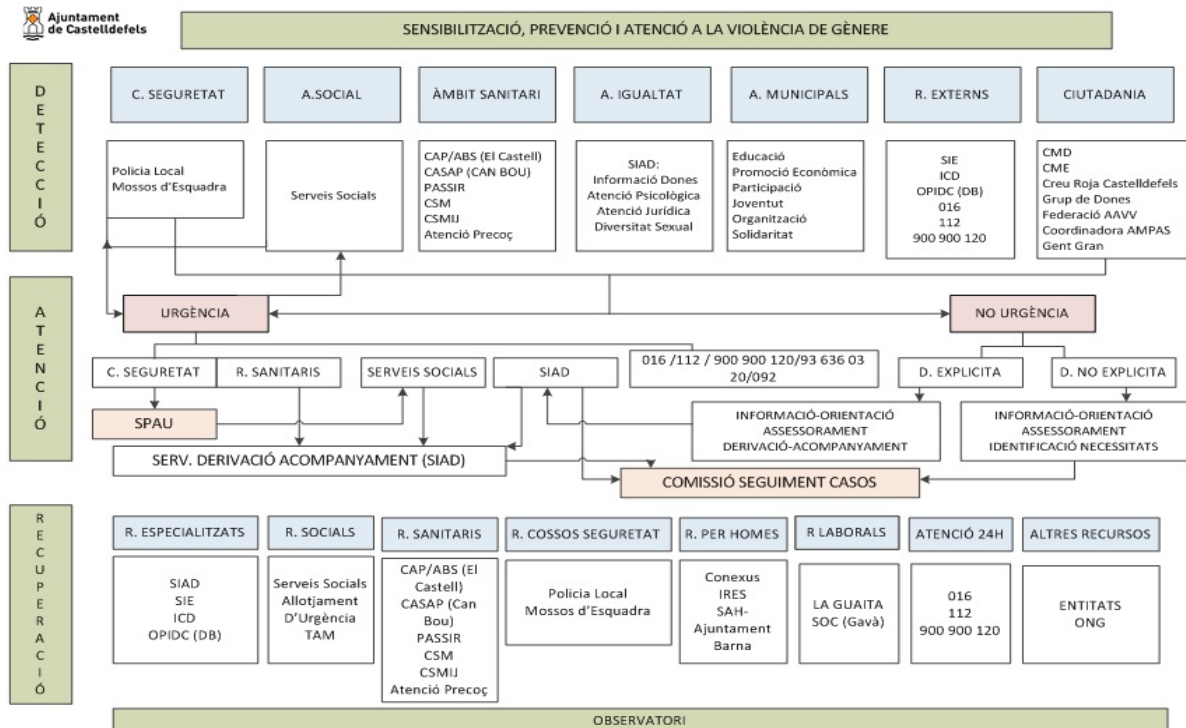 Ajuntament
de Castelldefels
SENSIBILITZACIÓ, PREVENCIÓ I ATENCIÓ A LA VIOLÈNCIA DE GÈNERE
DETECCIÓ
C. SEGURETAT
A.SOCIAL
ÀMBIT SANITARI
A. IGUALTAT
A. MUNICIPALS
R. EXTERNS
CIUTADANIA
Policia Local
Mossos d'Esquadra
Serveis Socials
CAP/ABS (El Castell)
CASAP (CAN BOU)
PASSIR
CSM
CSMIJ
Atenció Precoç
SIAD:
Informació Dones
Atenció Psicològica
Atenció Jurídica
Diversitat Sexual
Educació
Promoció Econòmica
Participació
Joventut
Organització
Solidaritat
SIE
ICD
OPIDC (DB)
016
112
900 900 120
CMD
CME
Creu Roja Castelldefels
Grup de Dones
Federació AAVV
Coordinadora AMPAS
Gent Gran
ATENCIÓ
URGÈNCIA
NO URGÈNCIA
C. SEGURETAT
R. SANITARIS
SERVEIS SOCIALS
SIAD
016 /112 / 900 900 120/93 636 03
20/092
D. EXPLICITA
D. NO EXPLICITA
SPAU
INFORMACIÓ-ORIENTACIÓ
ASSESSORAMENT
DERIVACIÓ-ACOMPANYAMENT
INFORMACIÓ-ORIENTACIÓ
ASSESSORAMENT
IDENTIFICACIÓ NECESSITATS
SERV. DERIVACIÓ ACOMPANYAMENT (SIAD)
COMISSIÓ SEGUIMENT CASOS
RECUPERACIÓ
R. ESPECIALITZATS
R. SOCIALS
R. SANITARIS
R. COSSOS SEGURETAT
R. PER HOMES
R LABORALS
ATENCIÓ 24H
ALTRES RECURSOS
SIAD
SIE
ICD
OPIDC (DB)
Serveis Socials
Allotjament
D'Urgència
TAM
CAP/ABS (El
Castell)
CASAP (Can
Bou)
PASSIR
CSM
CSMIJ
Atenció Precoç
Policia Local
Mossos d'Esquadra
Conexus
IRES
SAH-
Ajuntament
Barna
LA GUAITA
SOC (Gavà)
016
112
900 900 120
ENTITATS
ONG
OBSERVATORI